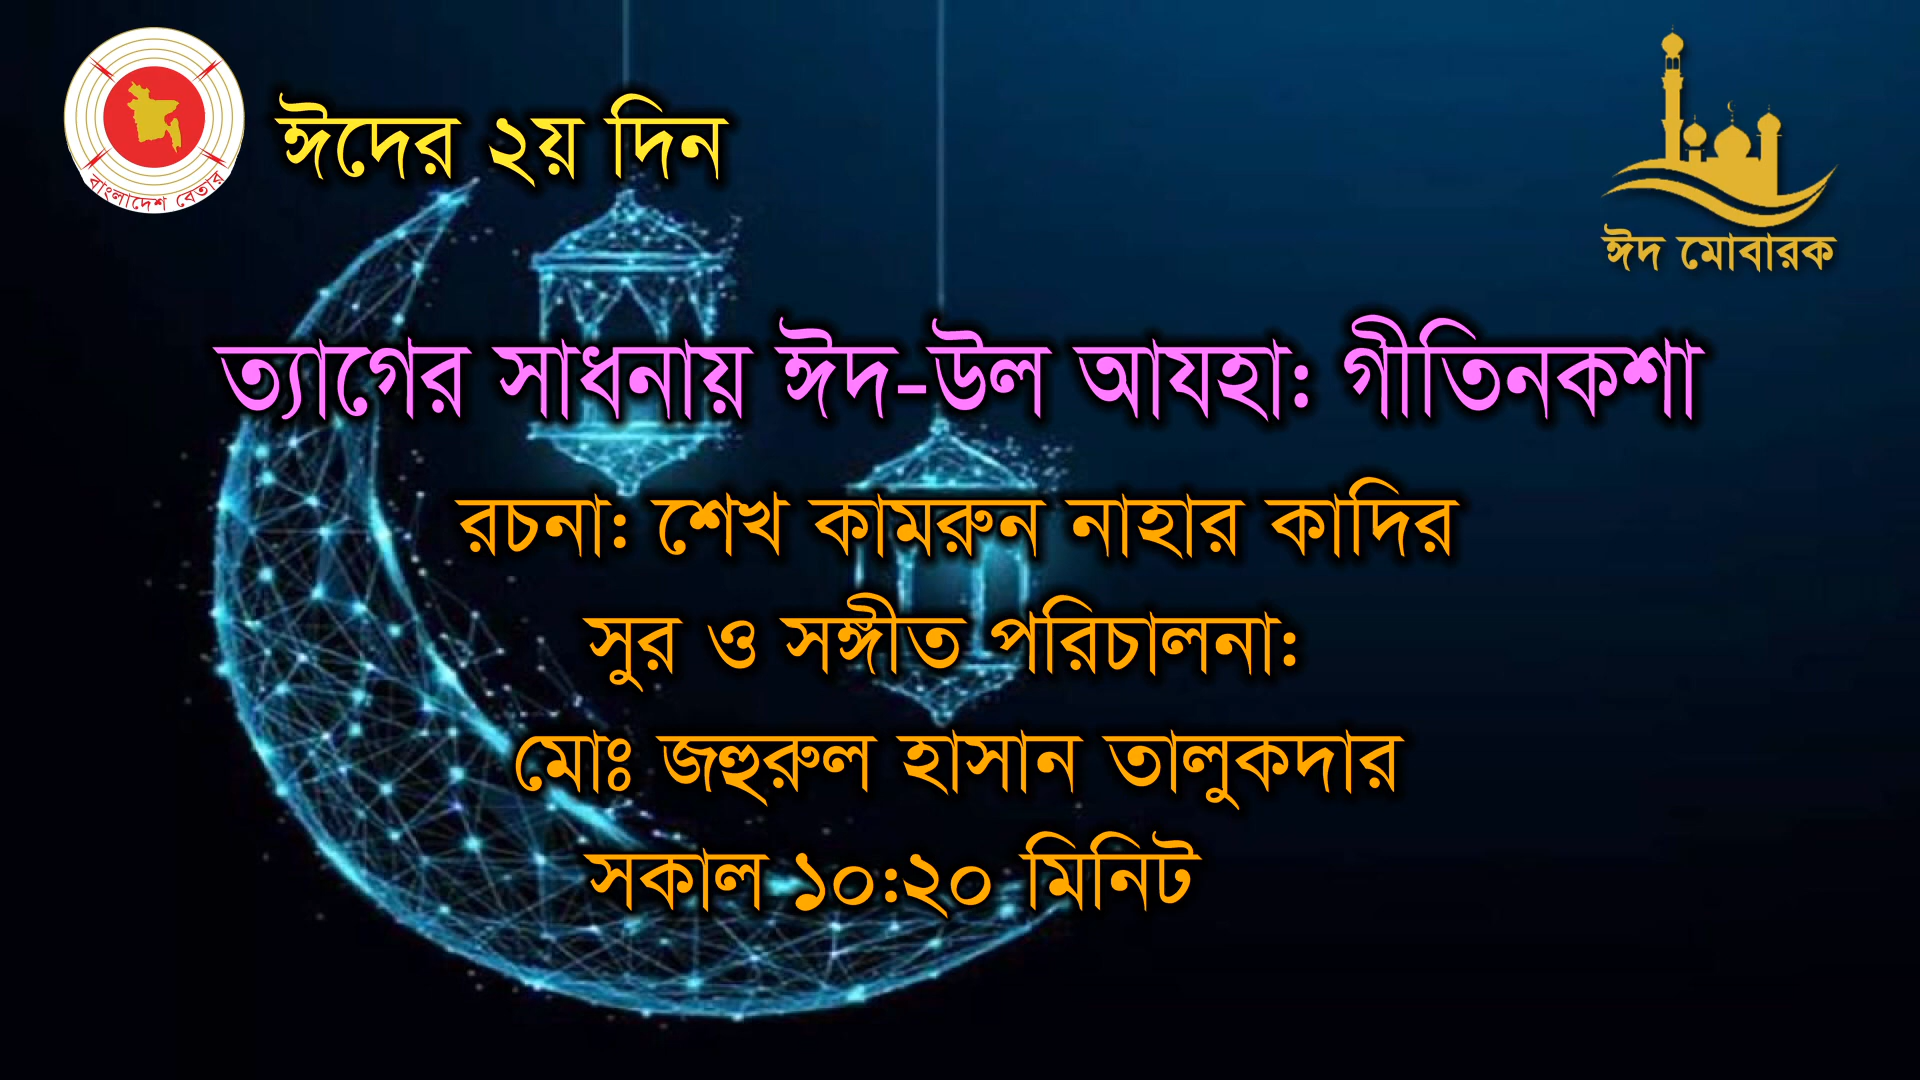 বাংলাদেশ বেতার
ঈদের ২য় দিন
ঈদ মোবারক
ত্যাগের সাধনায় ঈদ-উল আযহা: গীতিনকশা
রচনা: শেখ কামরুন নাহার কাদির
সুর ও সঙ্গীত পরিচালনা:
মোঃ জহুরুল হাসান তালুকদার
সকাল ১০:২০ মিনিট